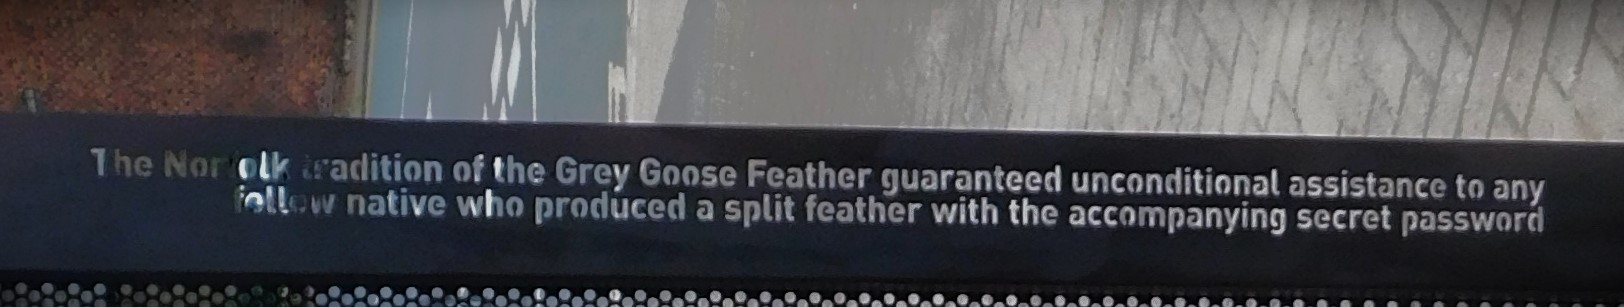 The Norfolk tradition of the Grey Goose Feather guaranteed unconditional assistance to any
fellow native who produced a split feather with the accompanying secret password